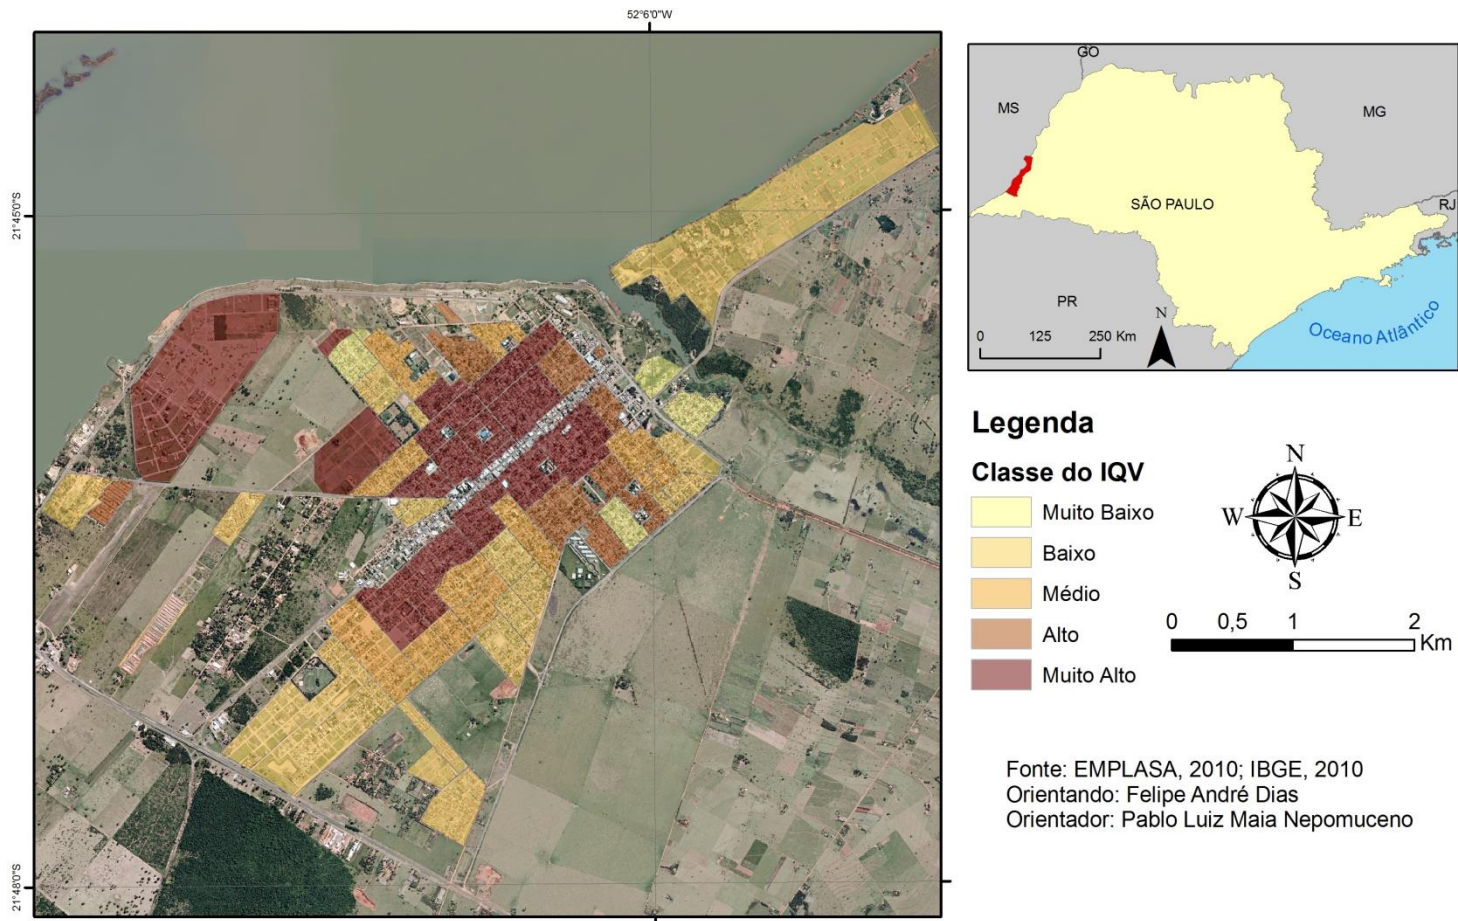 52°6'0"W
21°45'0"S
21°48'0"S
GO
MS
MG
SÃO PAULO
RJ
PR
N
0 125 250 Km
Oceano Atlântico
Legenda
Classe do IQV
Muito Baixo
Baixo
Médio
Alto
Muito Alto
N
W E
S
0 0,5 1 2
Km
Fonte: EMPLASA, 2010; IBGE, 2010
Orientando: Felipe André Dias
Orientador: Pablo Luiz Maia Nepomuceno